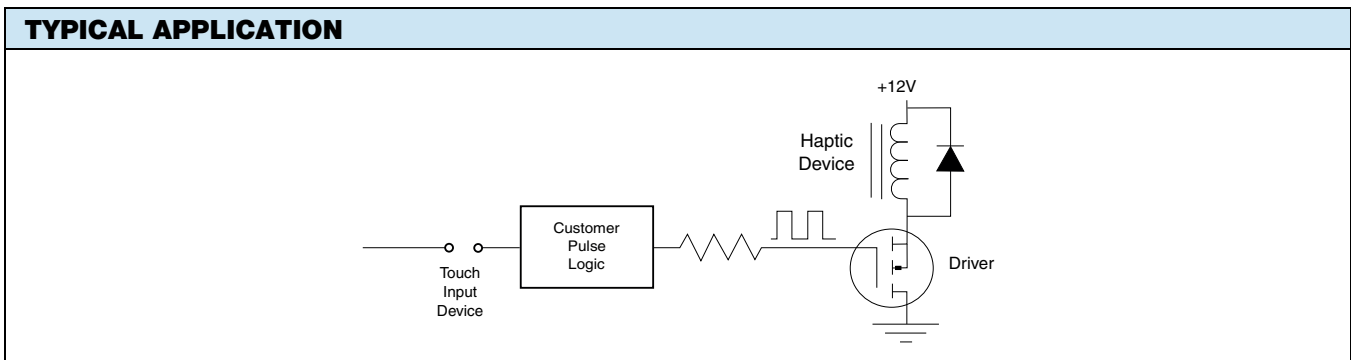 TYPICAL APPLICATION
+12V
Haptic
Device
Customer
Pulse
Logic
Touch
Input
Device
Driver